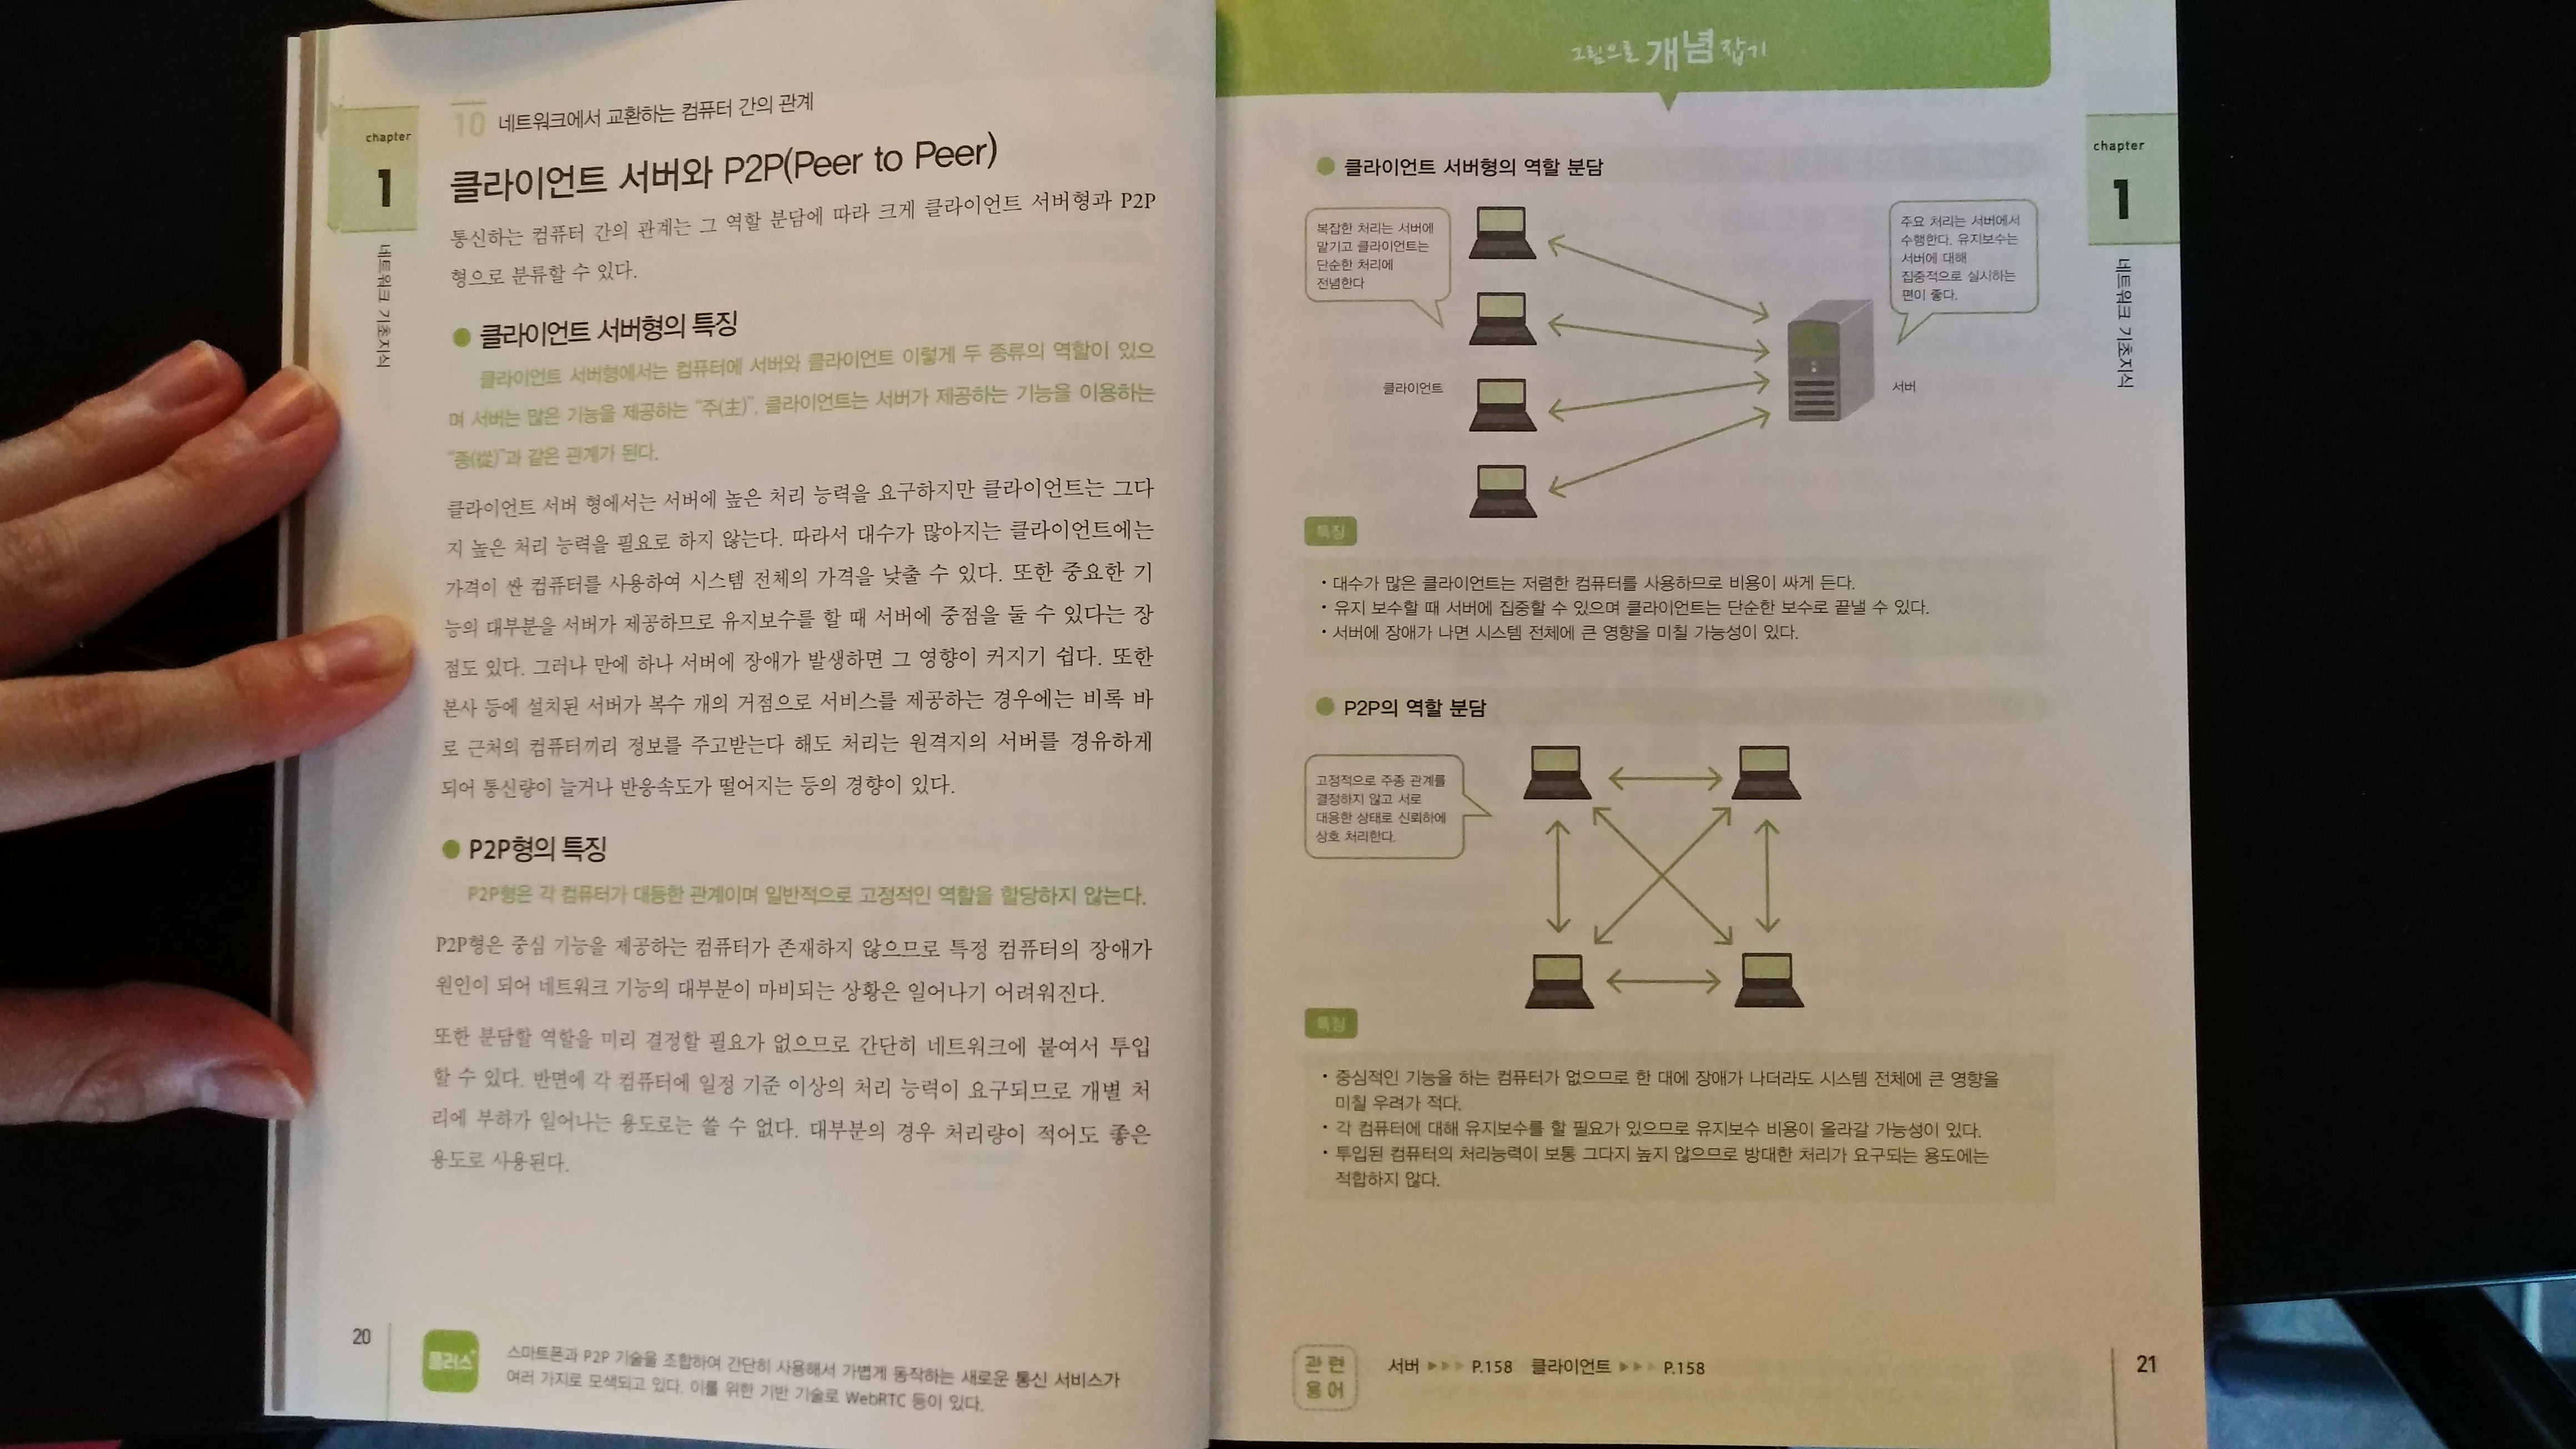 chapter
1
네트워크 기초지식
10 네트워크에서 교환하는 컴퓨터 간의 관계
클라이언트 서버와 P2P(Peer to Peer)
통신하는 컴퓨터 간의 관계는 그 역할 분담에 따라 크게 클라이언트 서버형과 P2P
형으로 분류할 수 있다.
● 클라이언트 서버형의 특징
클라이언트 서버형에서는 컴퓨터에 서버와 클라이언트 이렇게 두 종류의 역할이 있으
며 서버는 많은 기능을 제공하는 “주(主)”, 클라이언트는 서버가 제공하는 기능을 이용하는
“종(從)”과 같은 관계가 된다.
클라이언트 서버 형에서는 서버에 높은 처리 능력을 요구하지만 클라이언트는 그다
지 높은 처리 능력을 필요로 하지 않는다. 따라서 대수가 많아지는 클라이언트에는
가격이 싼 컴퓨터를 사용하여 시스템 전체의 가격을 낮출 수 있다. 또한 중요한 기
능의 대부분을 서버가 제공하므로 유지보수를 할 때 서버에 중점을 둘 수 있다는 장
점도 있다. 그러나 만에 하나 서버에 장애가 발생하면 그 영향이 커지기 쉽다. 또한
본사 등에 설치된 서버가 복수 개의 거점으로 서비스를 제공하는 경우에는 비록 바
로 근처의 컴퓨터끼리 정보를 주고받는다 해도 처리는 원격지의 서버를 경유하게
되어 통신량이 늘거나 반응속도가 떨어지는 등의 경향이 있다.
● P2P형의 특징
P2P형은 각 컴퓨터가 대등한 관계이며 일반적으로 고정적인 역할을 할당하지 않는다.
P2P형은 중심 기능을 제공하는 컴퓨터가 존재하지 않으므로 특정 컴퓨터의 장애가
원인이 되어 네트워크 기능의 대부분이 마비되는 상황은 일어나기 어려워진다.
또한 분담할 역할을 미리 결정할 필요가 없으므로 간단히 네트워크에 붙여서 투입
할 수 있다. 반면에 각 컴퓨터에 일정 기준 이상의 처리 능력이 요구되므로 개별 처
리에 부하가 일어나는 용도로는 쓸 수 없다. 대부분의 경우 처리량이 적어도 좋은
용도로 사용된다.
플러스+
스마트폰과 P2P 기술을 조합하여 간단히 사용해서 가볍게 동작하는 새로운 통신 서비스가
여러 가지로 모색되고 있다. 이를 위한 기반 기술로 WebRTC 등이 있다.
20
그림으로 개념 잡기
chapter
1
네트워크 기초지식
● 클라이언트 서버형의 역할 분담
복잡한 처리는 서버에
맡기고 클라이언트는
단순한 처리에
전념한다
클라이언트
주요 처리는 서버에서
수행한다. 유지보수는
서버에 대해
집중적으로 실시하는
편이 좋다.
서버
특징
• 대수가 많은 클라이언트는 저렴한 컴퓨터를 사용하므로 비용이 싸게 든다.
• 유지 보수할 때 서버에 집중할 수 있으며 클라이언트는 단순한 보수로 끝낼 수 있다.
• 서버에 장애가 나면 시스템 전체에 큰 영향을 미칠 가능성이 있다.
● P2P의 역할 분담
고정적으로 주종 관계를
결정하지 않고 서로
대응한 상태로 신뢰하에
상호 처리한다.
특징
• 중심적인 기능을 하는 컴퓨터가 없으므로 한 대에 장애가 나더라도 시스템 전체에 큰 영향을
미칠 우려가 적다.
• 각 컴퓨터에 대해 유지보수를 할 필요가 있으므로 유지보수 비용이 올라갈 가능성이 있다.
• 투입된 컴퓨터의 처리능력이 보통 그다지 높지 않으므로 방대한 처리가 요구되는 용도에는
적합하지 않다.
관련
용어
서버 ▶▶▶ P.158 클라이언트 ▶▶▶ P.158
21